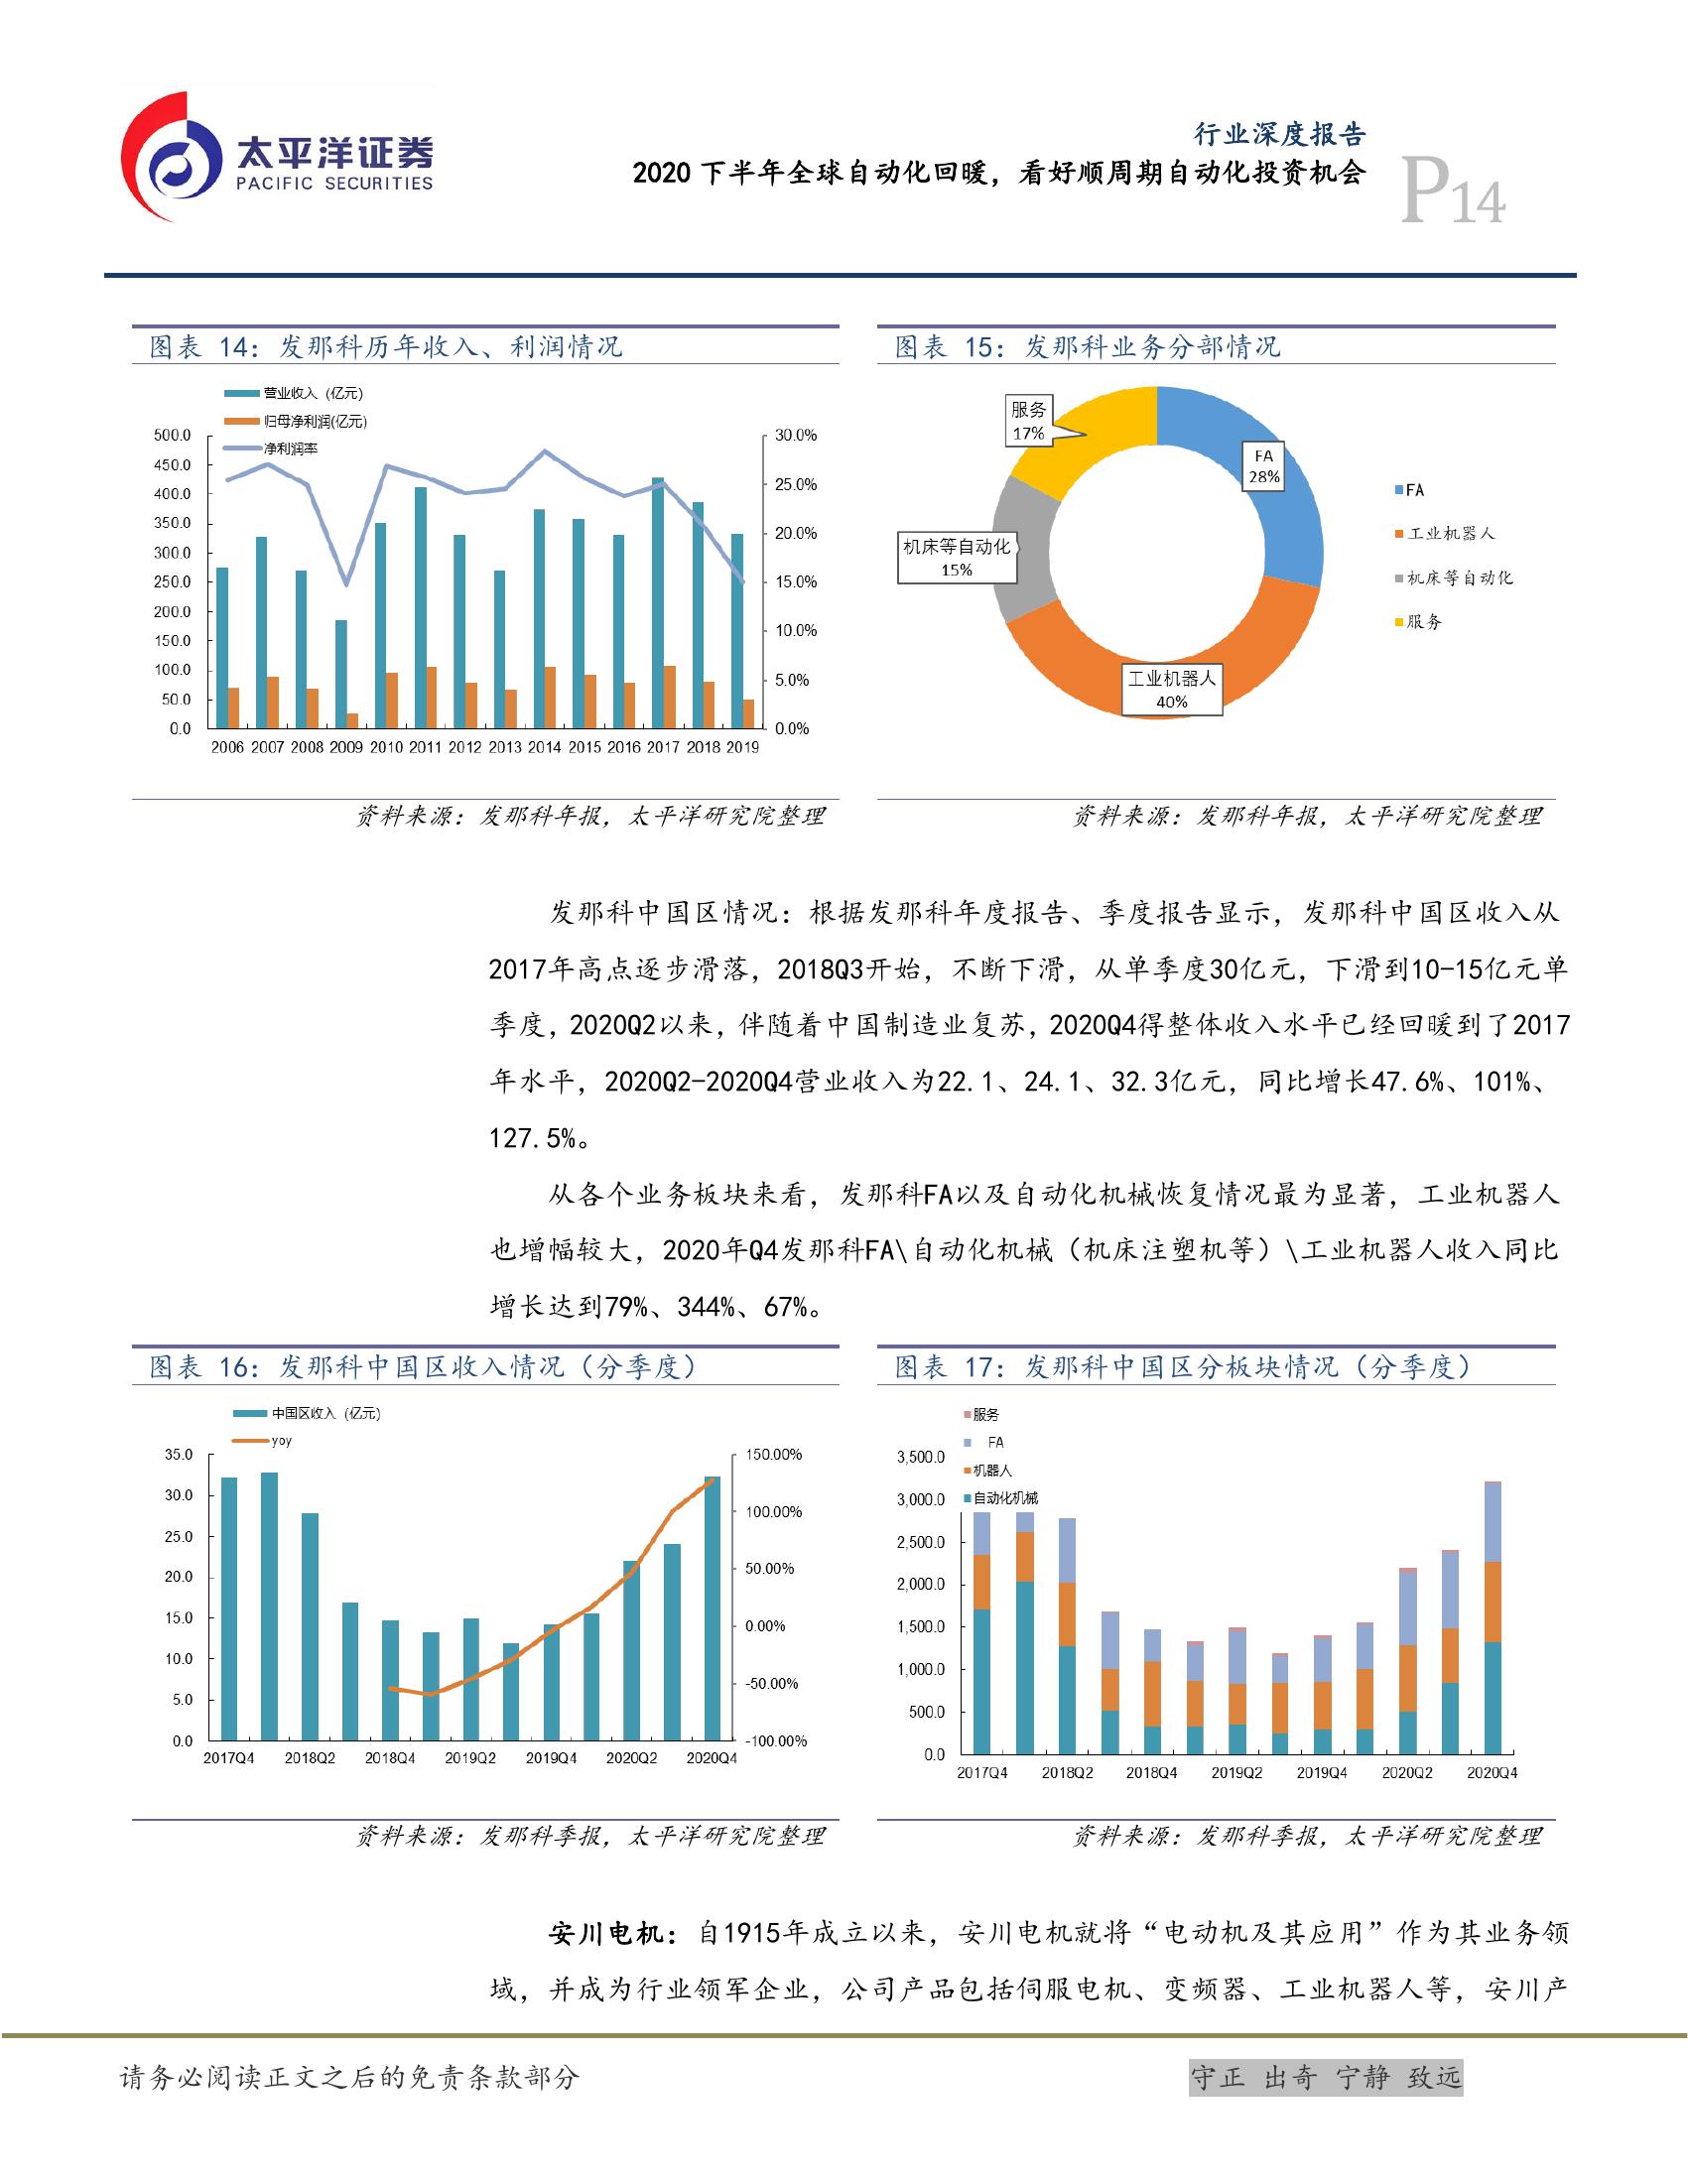 太平洋证券
PACIFIC SECURITIES
行业深度报告
2020 下半年全球自动化回暖，看好顺周期自动化投资机会
P14
图表 14：发那科历年收入、利润情况
营业收入 (亿元)
归母净利润(亿元)
净利润率
500.0
450.0
400.0
350.0
300.0
250.0
200.0
150.0
100.0
50.0
0.0
30.0%
25.0%
20.0%
15.0%
10.0%
5.0%
0.0%
2006 2007 2008 2009 2010 2011 2012 2013 2014 2015 2016 2017 2018 2019
资料来源：发那科年报，太平洋研究院整理
图表 15：发那科业务分部情况
服务
17%
FA
28%
机床等自动化
15%
工业机器人
40%
FA
工业机器人
机床等自动化
服务
资料来源：发那科年报，太平洋研究院整理
发那科中国区情况：根据发那科年度报告、季度报告显示，发那科中国区收入从
2017年高点逐步滑落，2018Q3开始，不断下滑，从单季度30亿元，下滑到10-15亿元单
季度，2020Q2以来，伴随着中国制造业复苏，2020Q4得整体收入水平已经回暖到了2017
年水平，2020Q2-2020Q4营业收入为22.1、24.1、32.3亿元，同比增长47.6%、101%、
127.5%。
从各个业务板块来看，发那科FA以及自动化机械恢复情况最为显著，工业机器人
也增幅较大，2020年Q4发那科FA\自动化机械（机床注塑机等）\工业机器人收入同比
增长达到79%、344%、67%。
图表 16：发那科中国区收入情况（分季度）
中国区收入 (亿元)
yoy
35.0
30.0
25.0
20.0
15.0
10.0
5.0
0.0
150.00%
100.00%
50.00%
0.00%
-50.00%
-100.00%
2017Q4 2018Q2 2018Q4 2019Q2 2019Q4 2020Q2 2020Q4
资料来源：发那科季报，太平洋研究院整理
图表 17：发那科中国区分板块情况（分季度）
服务
FA
机器人
自动化机械
3,500.0
3,000.0
2,500.0
2,000.0
1,500.0
1,000.0
500.0
0.0
2017Q4 2018Q2 2018Q4 2019Q2 2019Q4 2020Q2 2020Q4
资料来源：发那科季报，太平洋研究院整理
安川电机：自1915年成立以来，安川电机就将“电动机及其应用”作为其业务领
域，并成为行业领军企业，公司产品包括伺服电机、变频器、工业机器人等，安川产
请务必阅读正文之后的免责条款部分
守正 出奇 宁静 致远